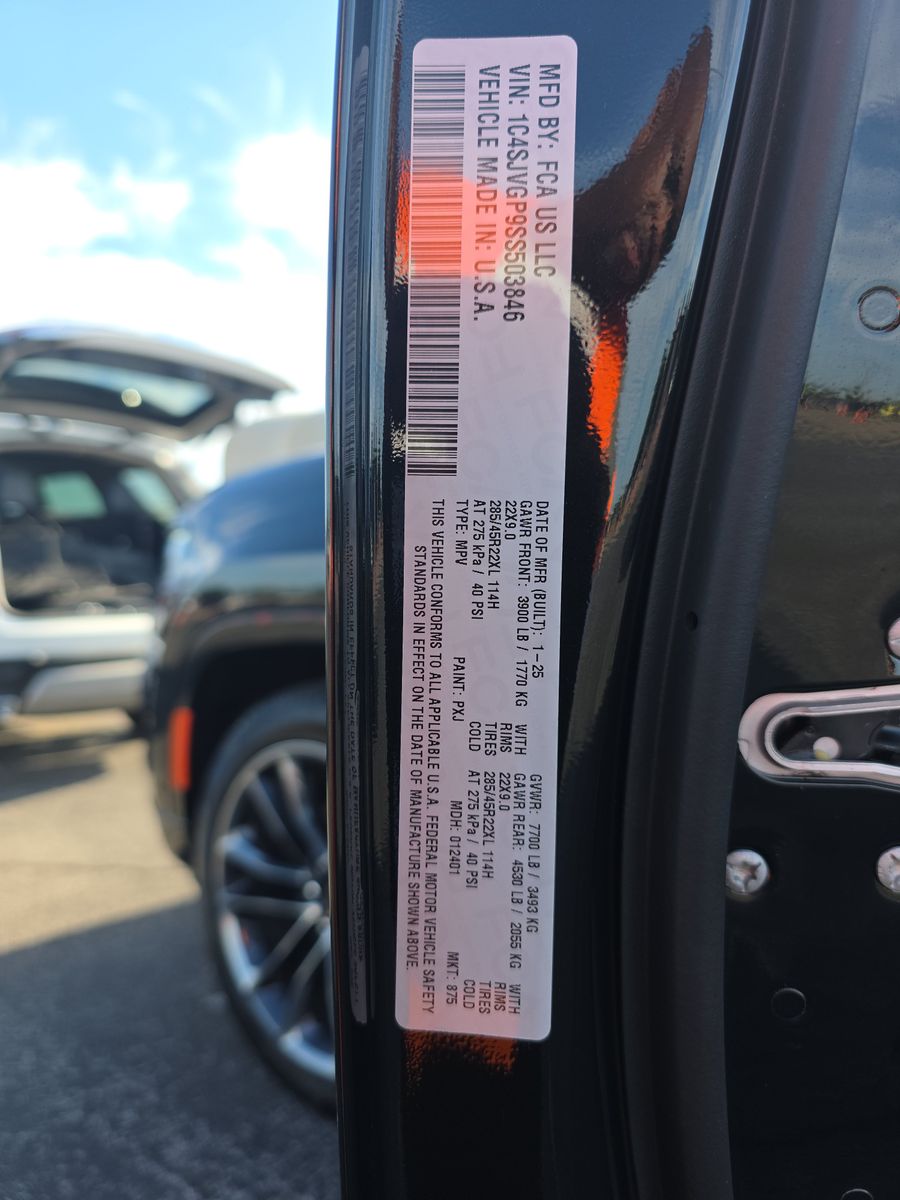 MFD BY: FCA US LLC
VIN: 1C4SJVGP9SS503846
VEHICLE MADE IN: U.S.A.
DATE OF MFR (BUILT): 1-25 GVWR: 7700 LB / 3493 KG
GAWR FRONT: 3900 LB / 1770 KG WITH GAWR REAR: 4530 LB / 2055 KG WITH
22X9.0 RIMS 22X9.0 RIMS
285/45R22XL 114H TIRES 285/45R22XL 114H TIRES
AT 275 kPa / 40 PSI COLD AT 275 kPa / 40 PSI COLD
TYPE: MPV PAINT: PXJ MDH: 012401 MKT: 875
THIS VEHICLE CONFORMS TO ALL APPLICABLE U.S.A. FEDERAL MOTOR VEHICLE SAFETY
STANDARDS IN EFFECT ON THE DATE OF MANUFACTURE SHOWN ABOVE.